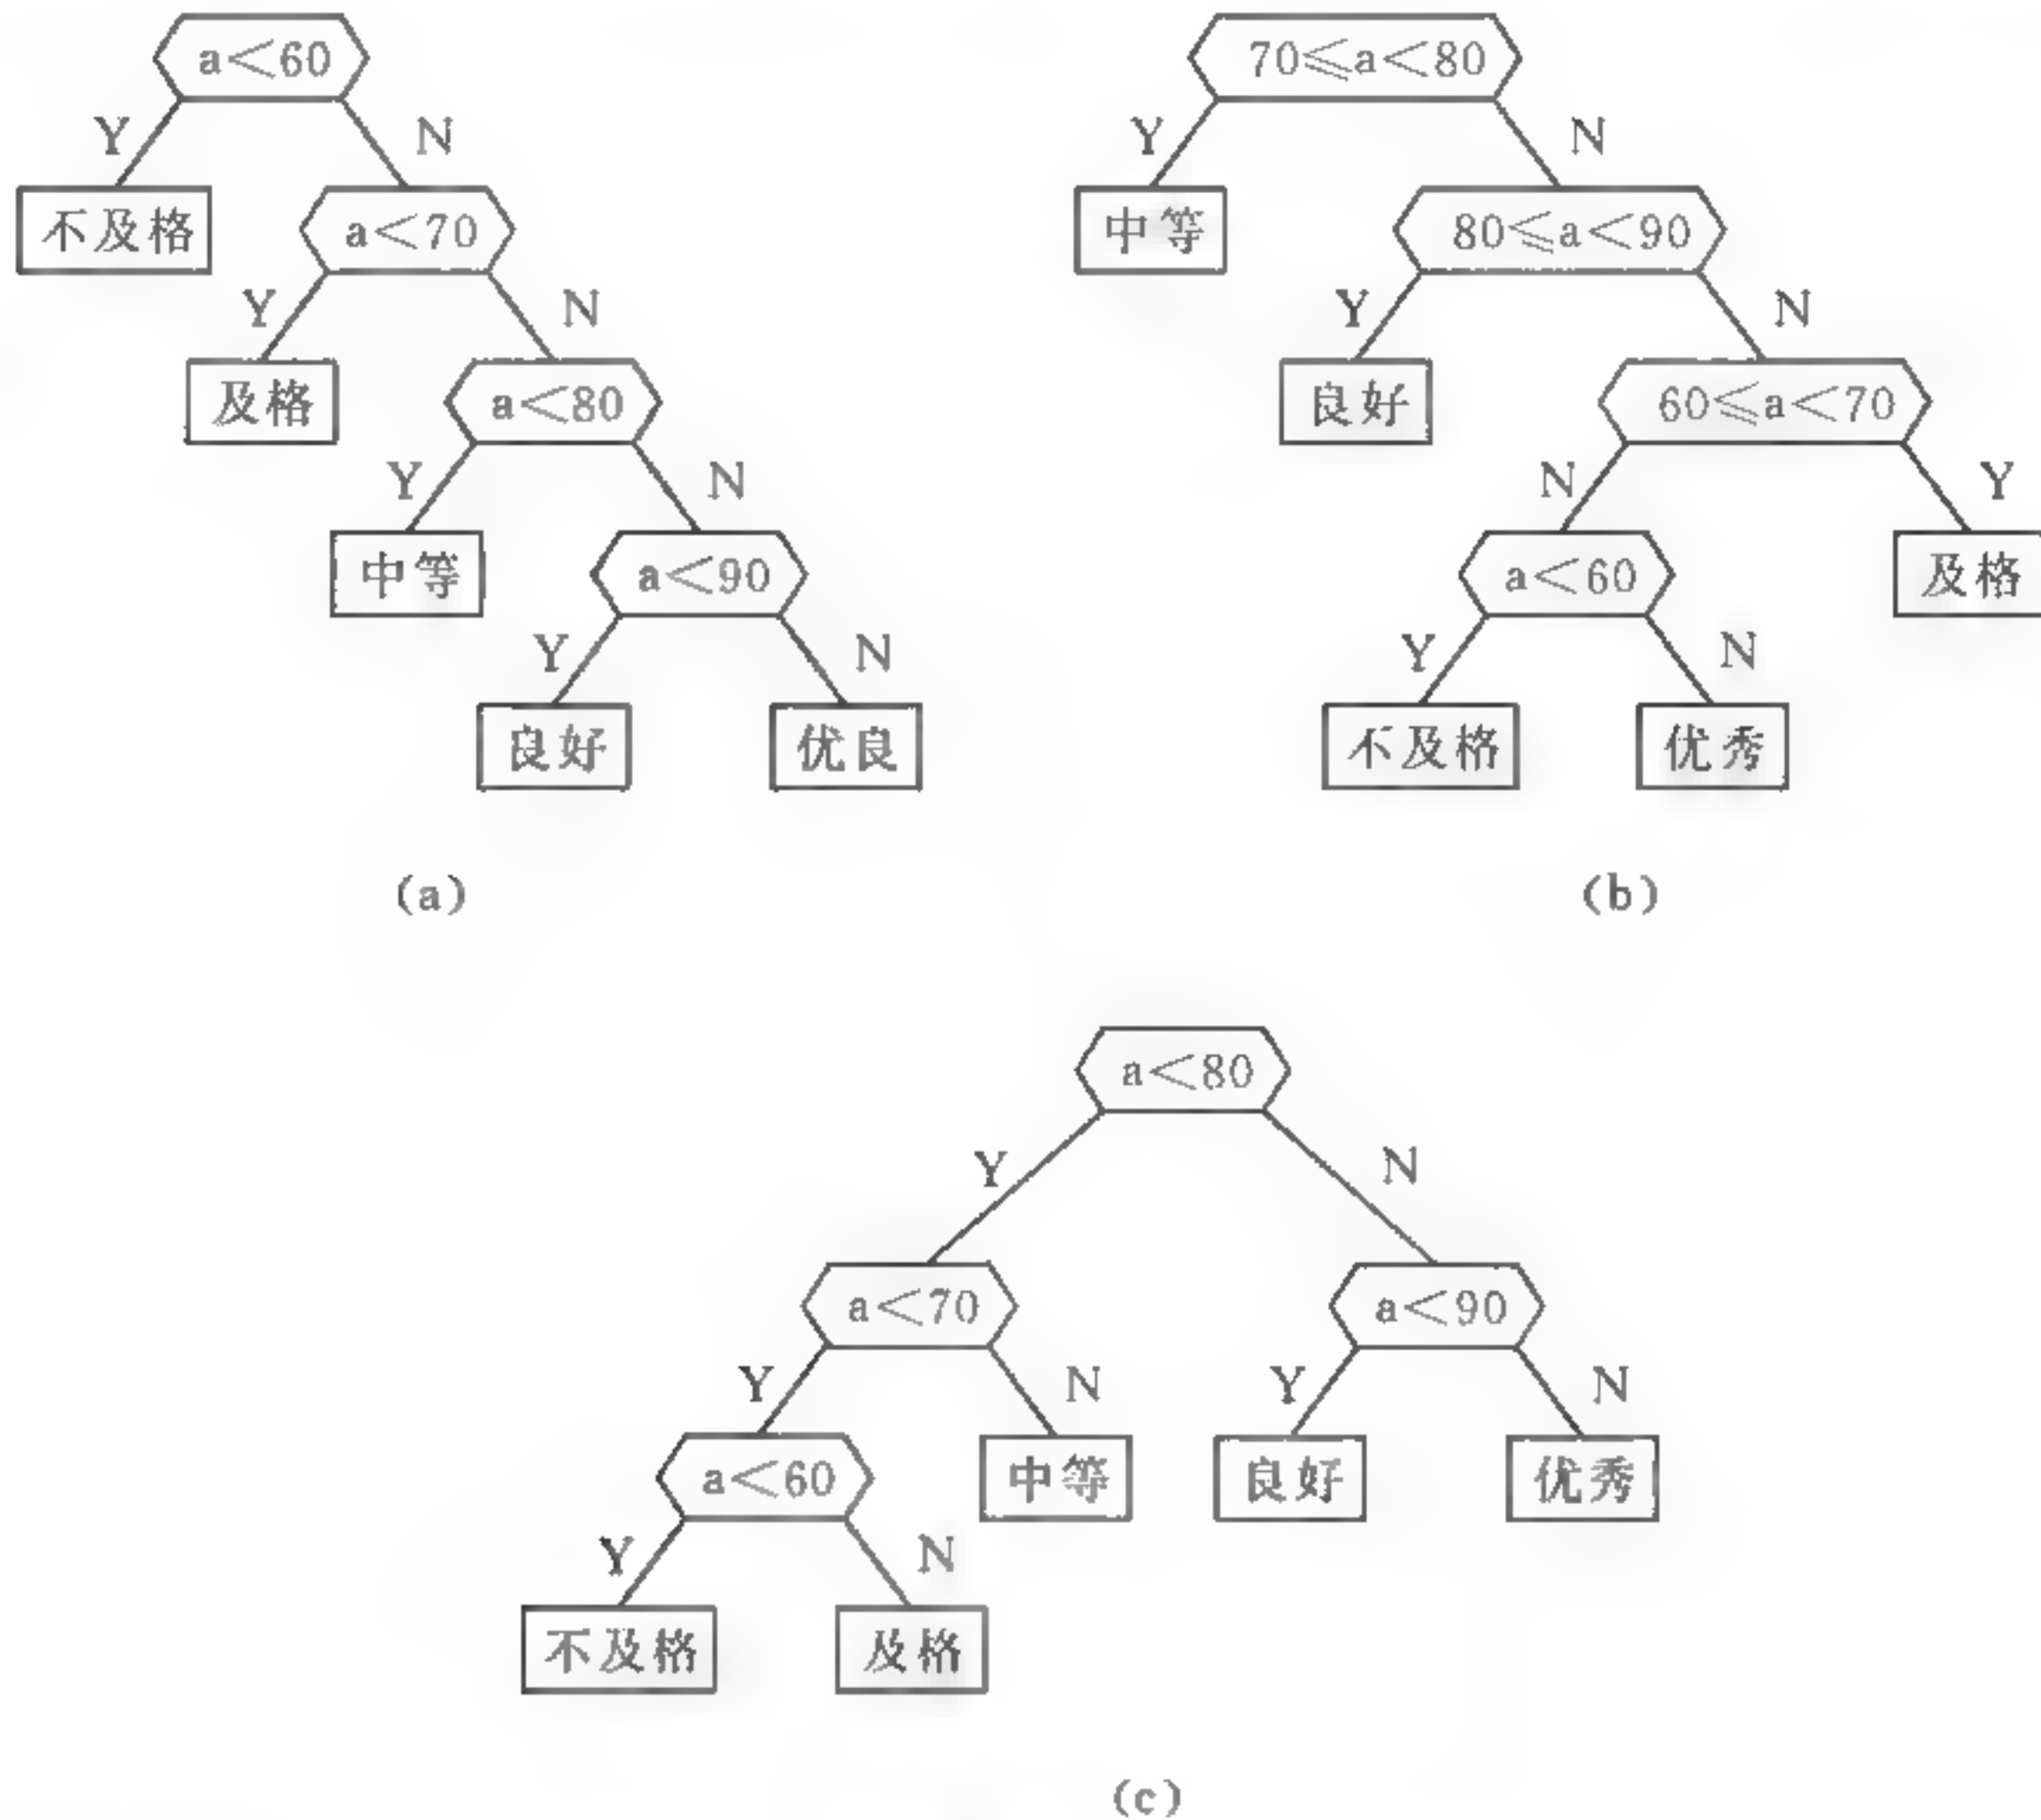 a<60
Y N
不及格
a<70
Y N
及格
a<80
Y N
中等
a<90
Y N
良好
优良
(a)
70≤a<80
Y N
中等
80≤a<90
Y N
良好
60≤a<70
N Y
a<60
及格
Y N
不及格
优秀
(b)
a<80
Y N
a<70
a<90
Y N
Y N
a<60
中等
良好
优秀
Y N
不及格
及格
(c)